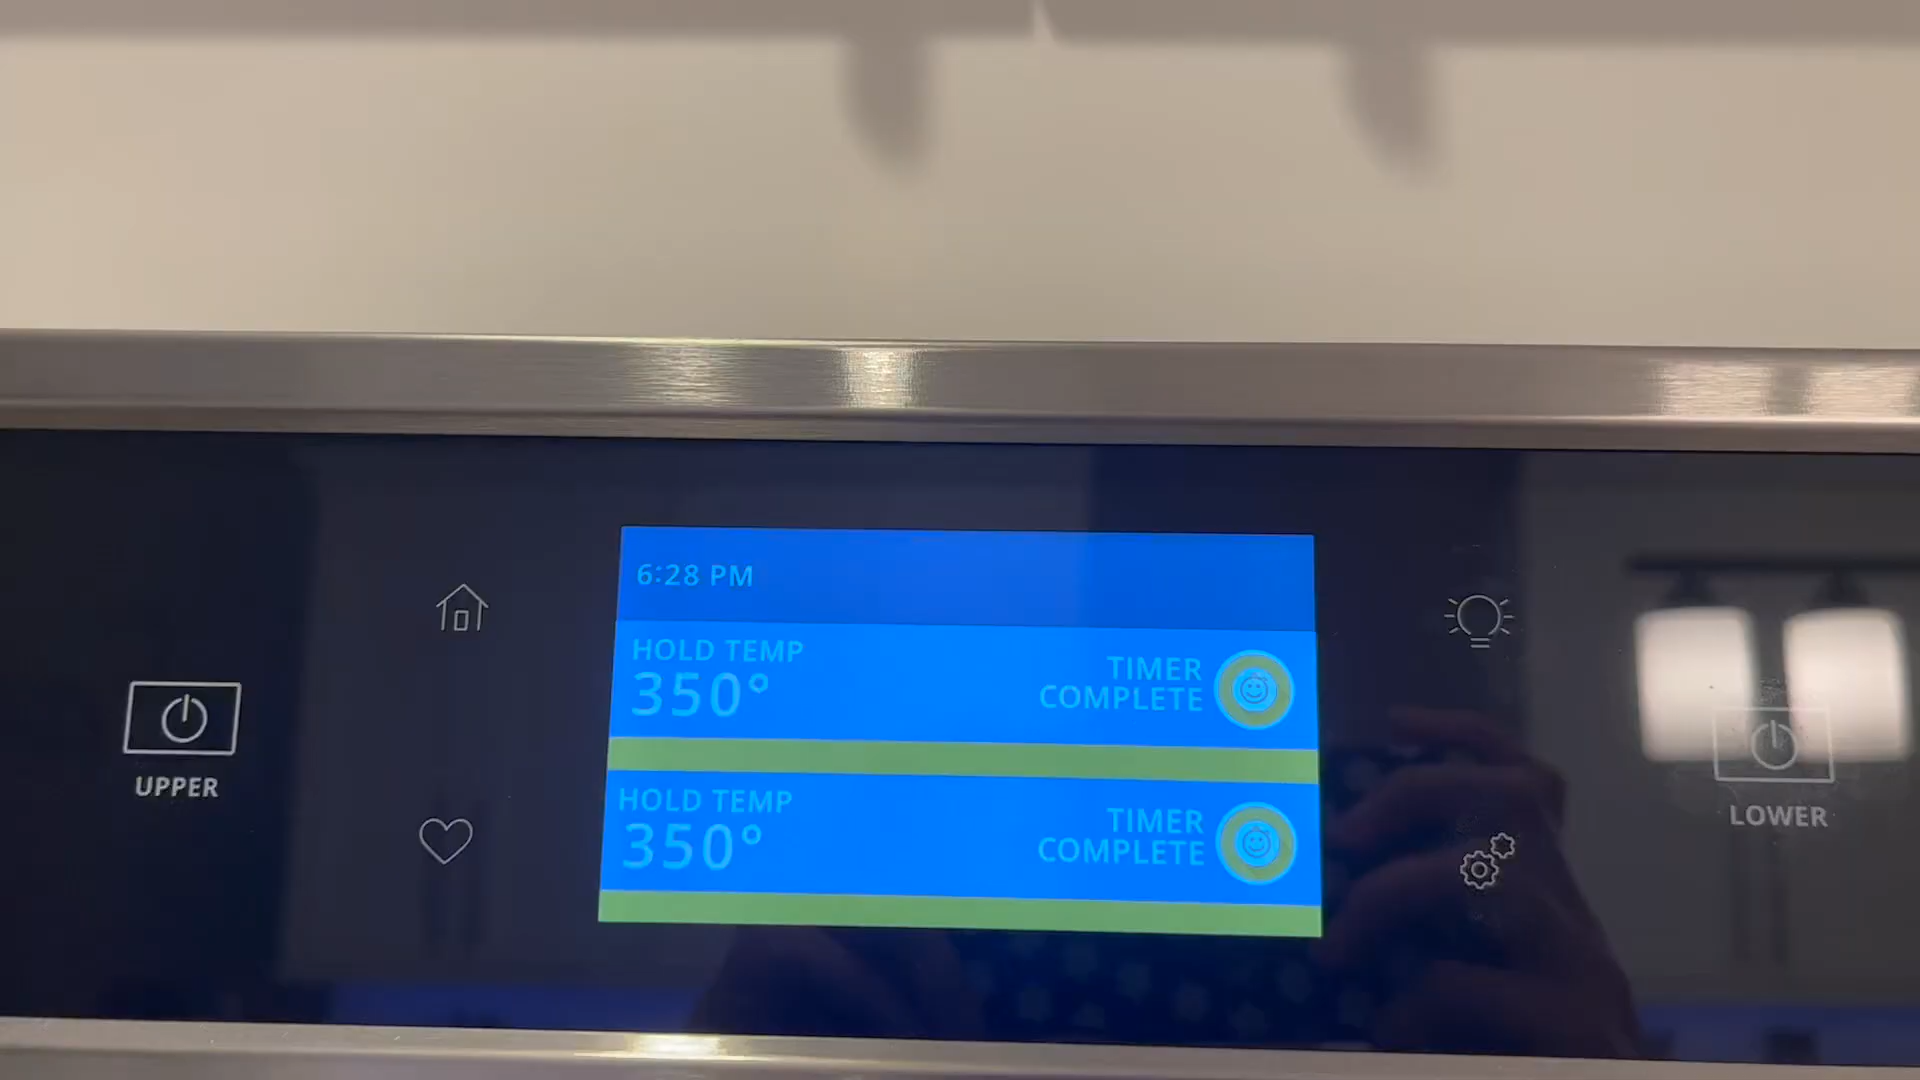 6:28 PM
HOLD TEMP
350°
TIMER
COMPLETE
HOLD TEMP
350°
TIMER
COMPLETE
UPPER
LOWER